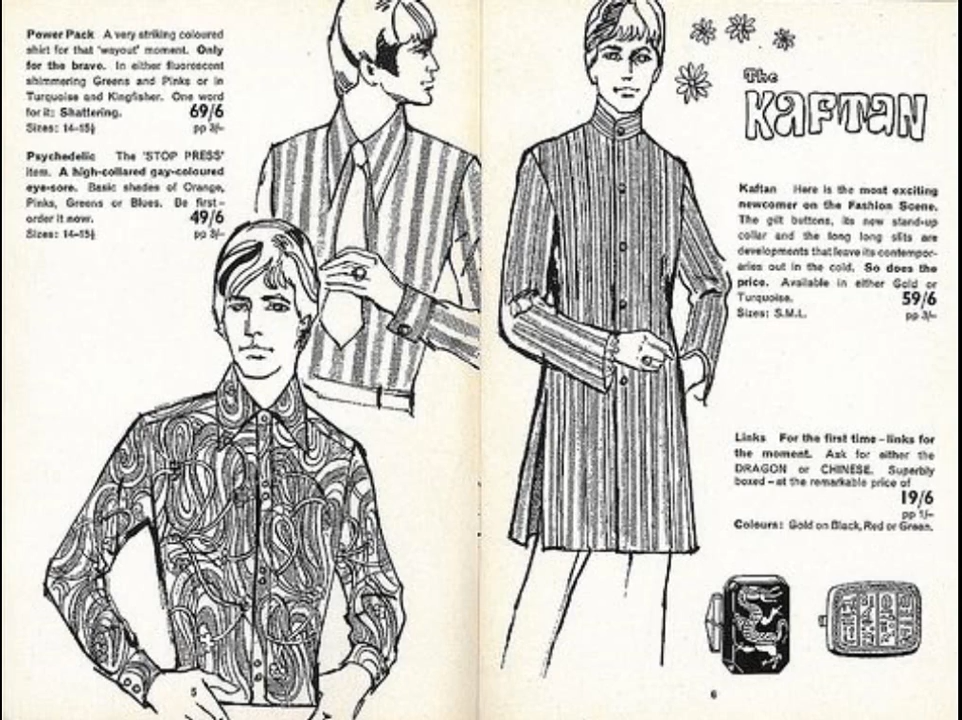 Power Pack A very striking coloured
shirt for that 'wayout' moment. Only
for the brave. In either fluorescent
shimmering Greens and Pinks or in
Turquoise and Kingfisher. One word
for it: Shattering. 69/6
Sizes: 14-15½ pp 3/-
Psychedelic The 'STOP PRESS'
item. A high-collared gay-coloured
eye-sore. Basic shades of Orange,
Pinks, Greens or Blues. Be first -
order it now. 49/6
Sizes: 14-15½ pp 3/-
5
The
KAFTAN
Kaftan Here is the most exciting
newcomer on the Fashion Scene.
The gilt buttons, its new stand-up
collar and the long long slits are
developments that leave its contempor-
aries out in the cold. So does the
price. Available in either Gold or
Turquoise. 59/6
Sizes: S.M.L. pp 3/-
Links For the first time - links for
the moment. Ask for either the
DRAGON or CHINESE. Superbly
boxed - at the remarkable price of
19/6
pp 1/-
Colours: Gold on Black, Red or Green.
6